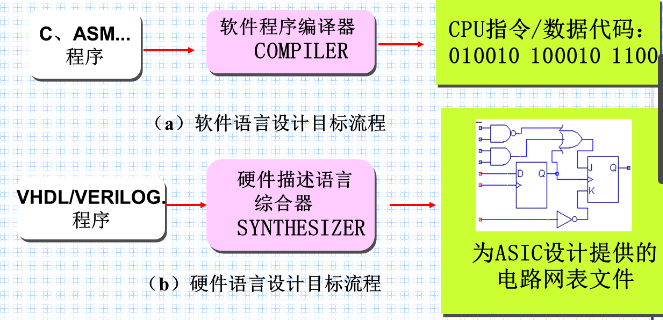 C、ASM...
程序
软件程序编译器
COMPILER
CPU指令/数据代码：
010010 100010 1100
（a）软件语言设计目标流程
VHDL/VERILOG.
程序
硬件描述语言
综合器
SYNTHESIZER
D Q
J Q
K
为ASIC设计提供的
电路网表文件
（b）硬件语言设计目标流程